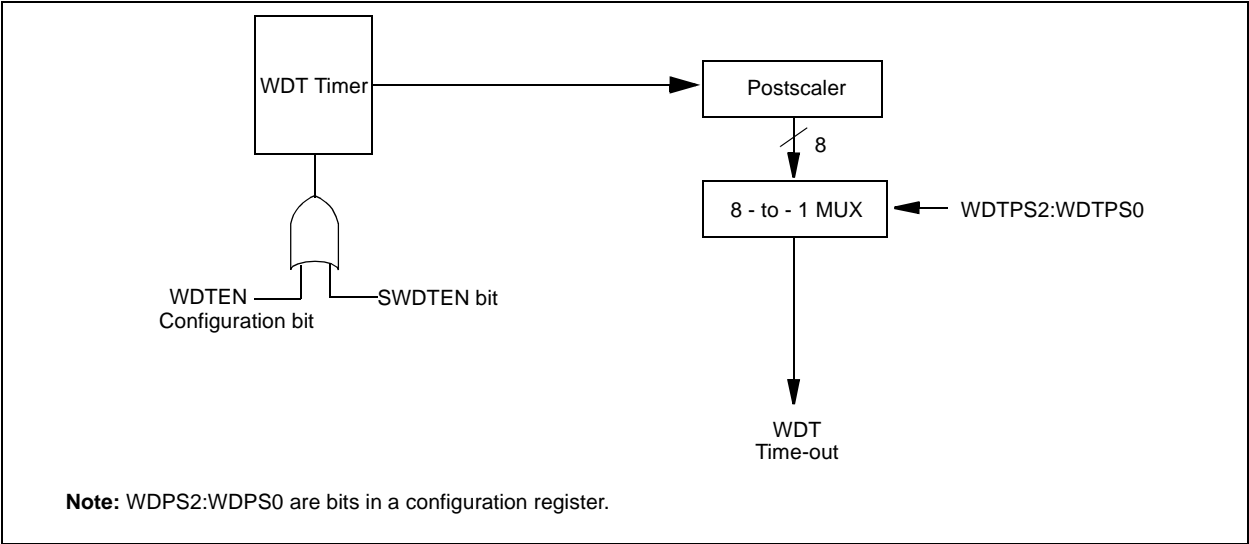 WDT Timer
Postscaler
8
8 - to - 1 MUX
WDTPS2:WDTPS0
WDTEN
Configuration bit
SWDTEN bit
WDT
Time-out
Note: WDPS2:WDPS0 are bits in a configuration register.